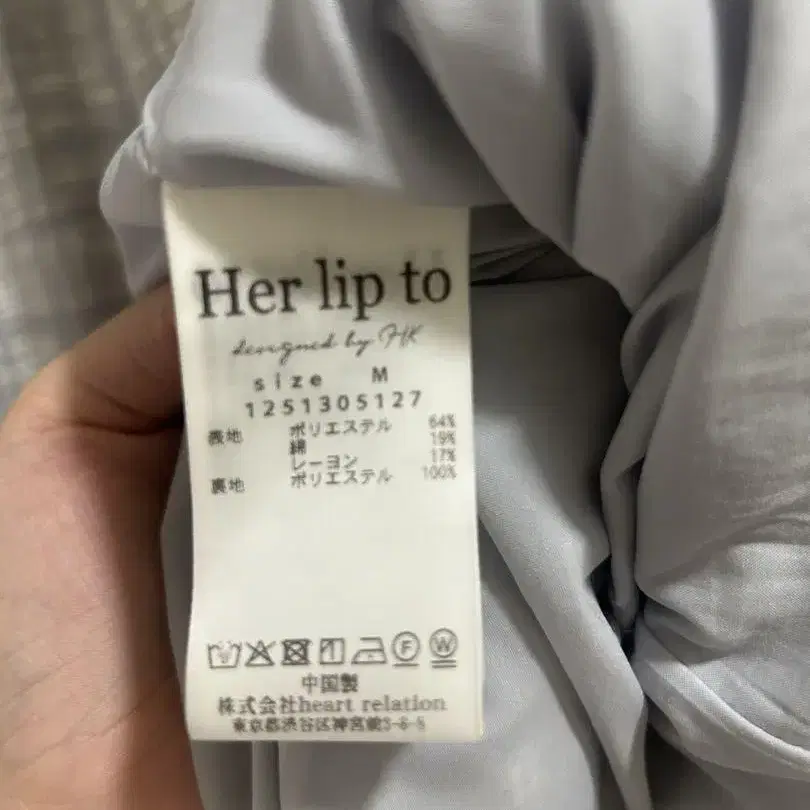 Her lip to
designed by HK
size M
1251305127
表地 ポリエステル 64%
綿 19%
レーヨン 17%
裏地 ポリエステル 100%
F W
中国製
株式会社heart relation
東京都渋谷区神宮前3-6-5